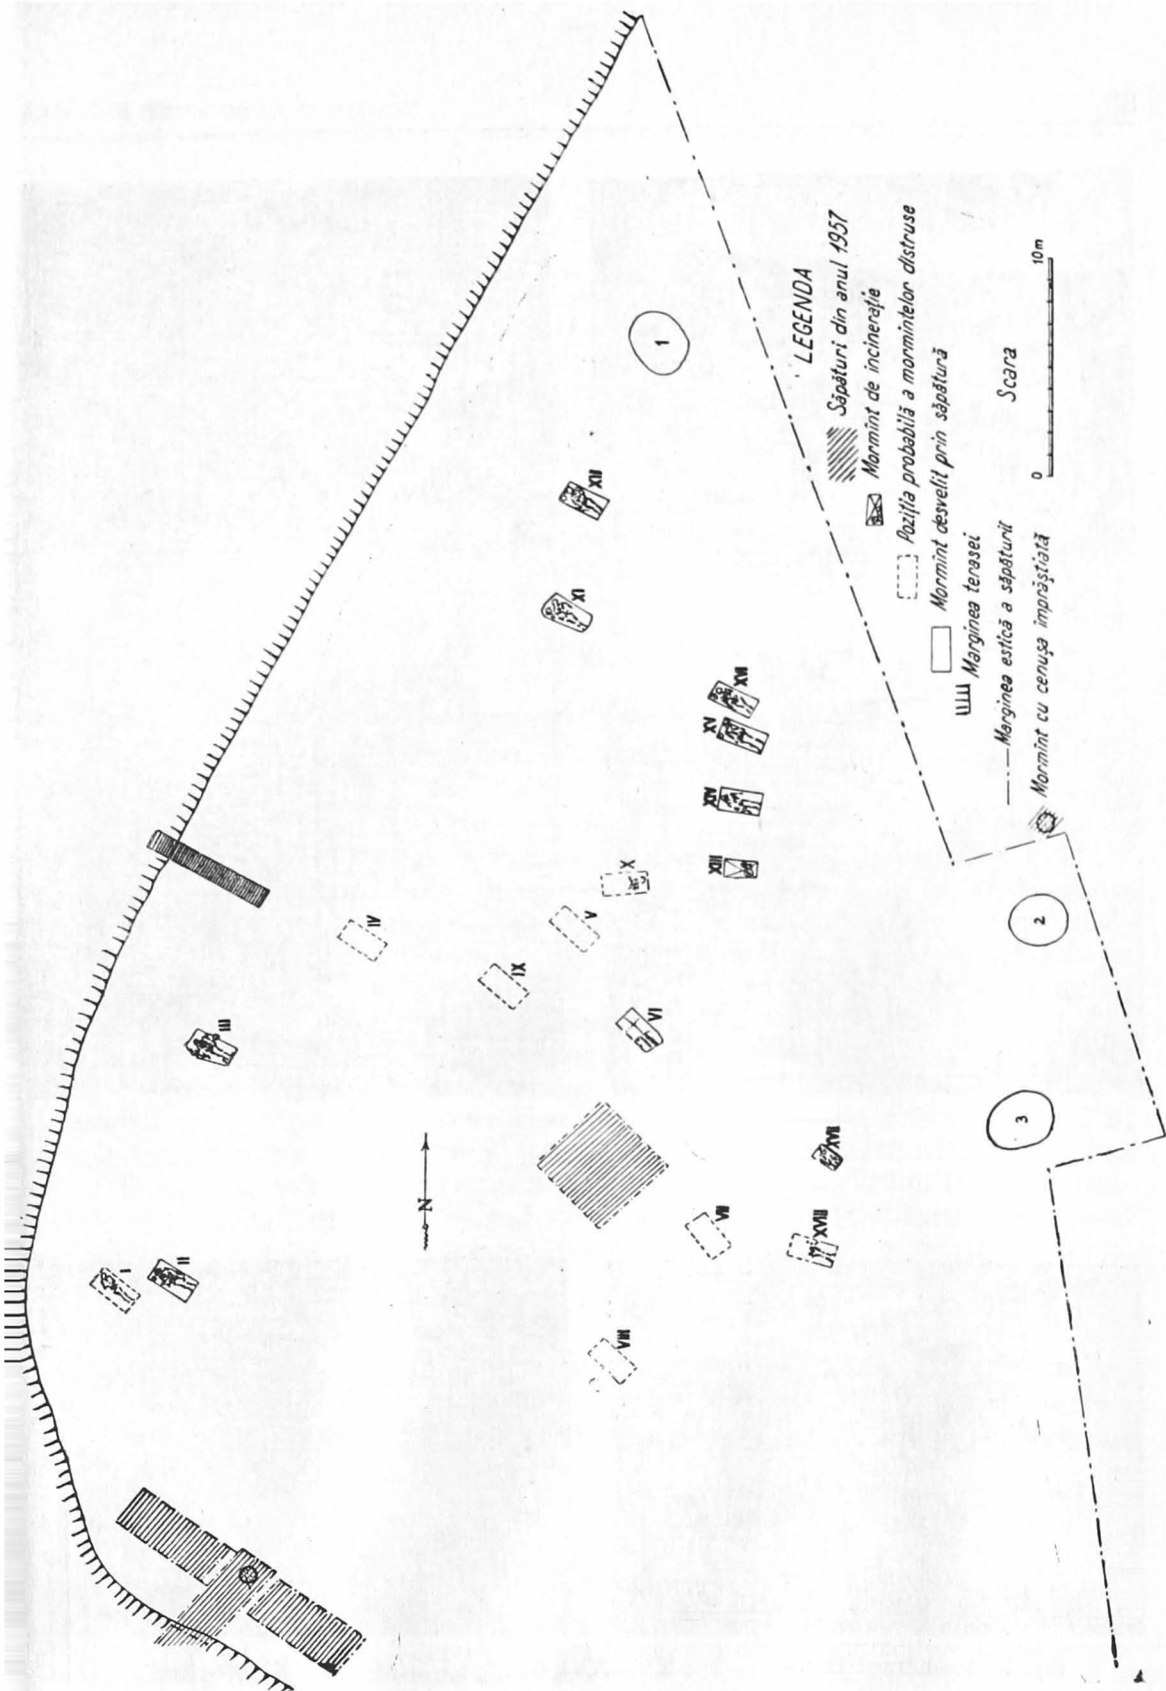 LEGENDA
Săpături din anul 1957
Mormînt de incinerație
Poziția probabilă a mormintelor distruse
Mormînt desvelit prin săpătură
Marginea terasei
Marginea estică a săpăturii
Mormînt cu cenușa împrăștiată
Scara
0 10m
N
I
II
III
IV
V
VI
VII
VIII
IX
X
XI
XII
XIII
XIV
XV
XVI
XVII
XVIII
1
2
3